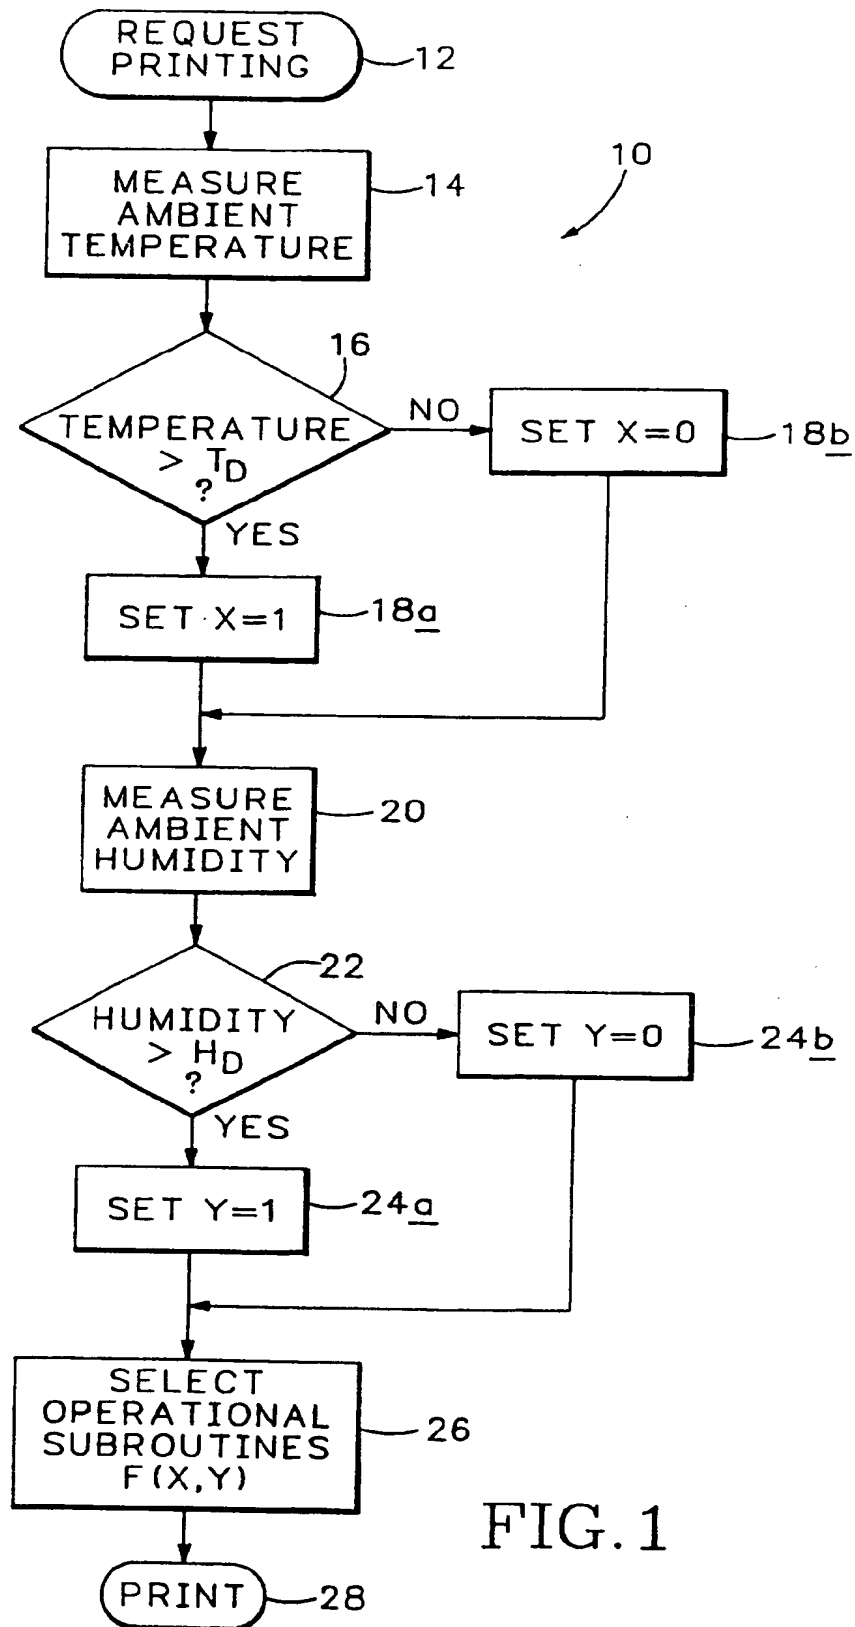 REQUEST
PRINTING
12
10
MEASURE
AMBIENT
TEMPERATURE
14
16
TEMPERATURE
> TD
?
NO
SET X=0
18b
YES
SET X=1
18a
MEASURE
AMBIENT
HUMIDITY
20
22
HUMIDITY
> HD
?
NO
SET Y=0
24b
YES
SET Y=1
24a
SELECT
OPERATIONAL
SUBROUTINES
F(X,Y)
26
FIG. 1
PRINT
28